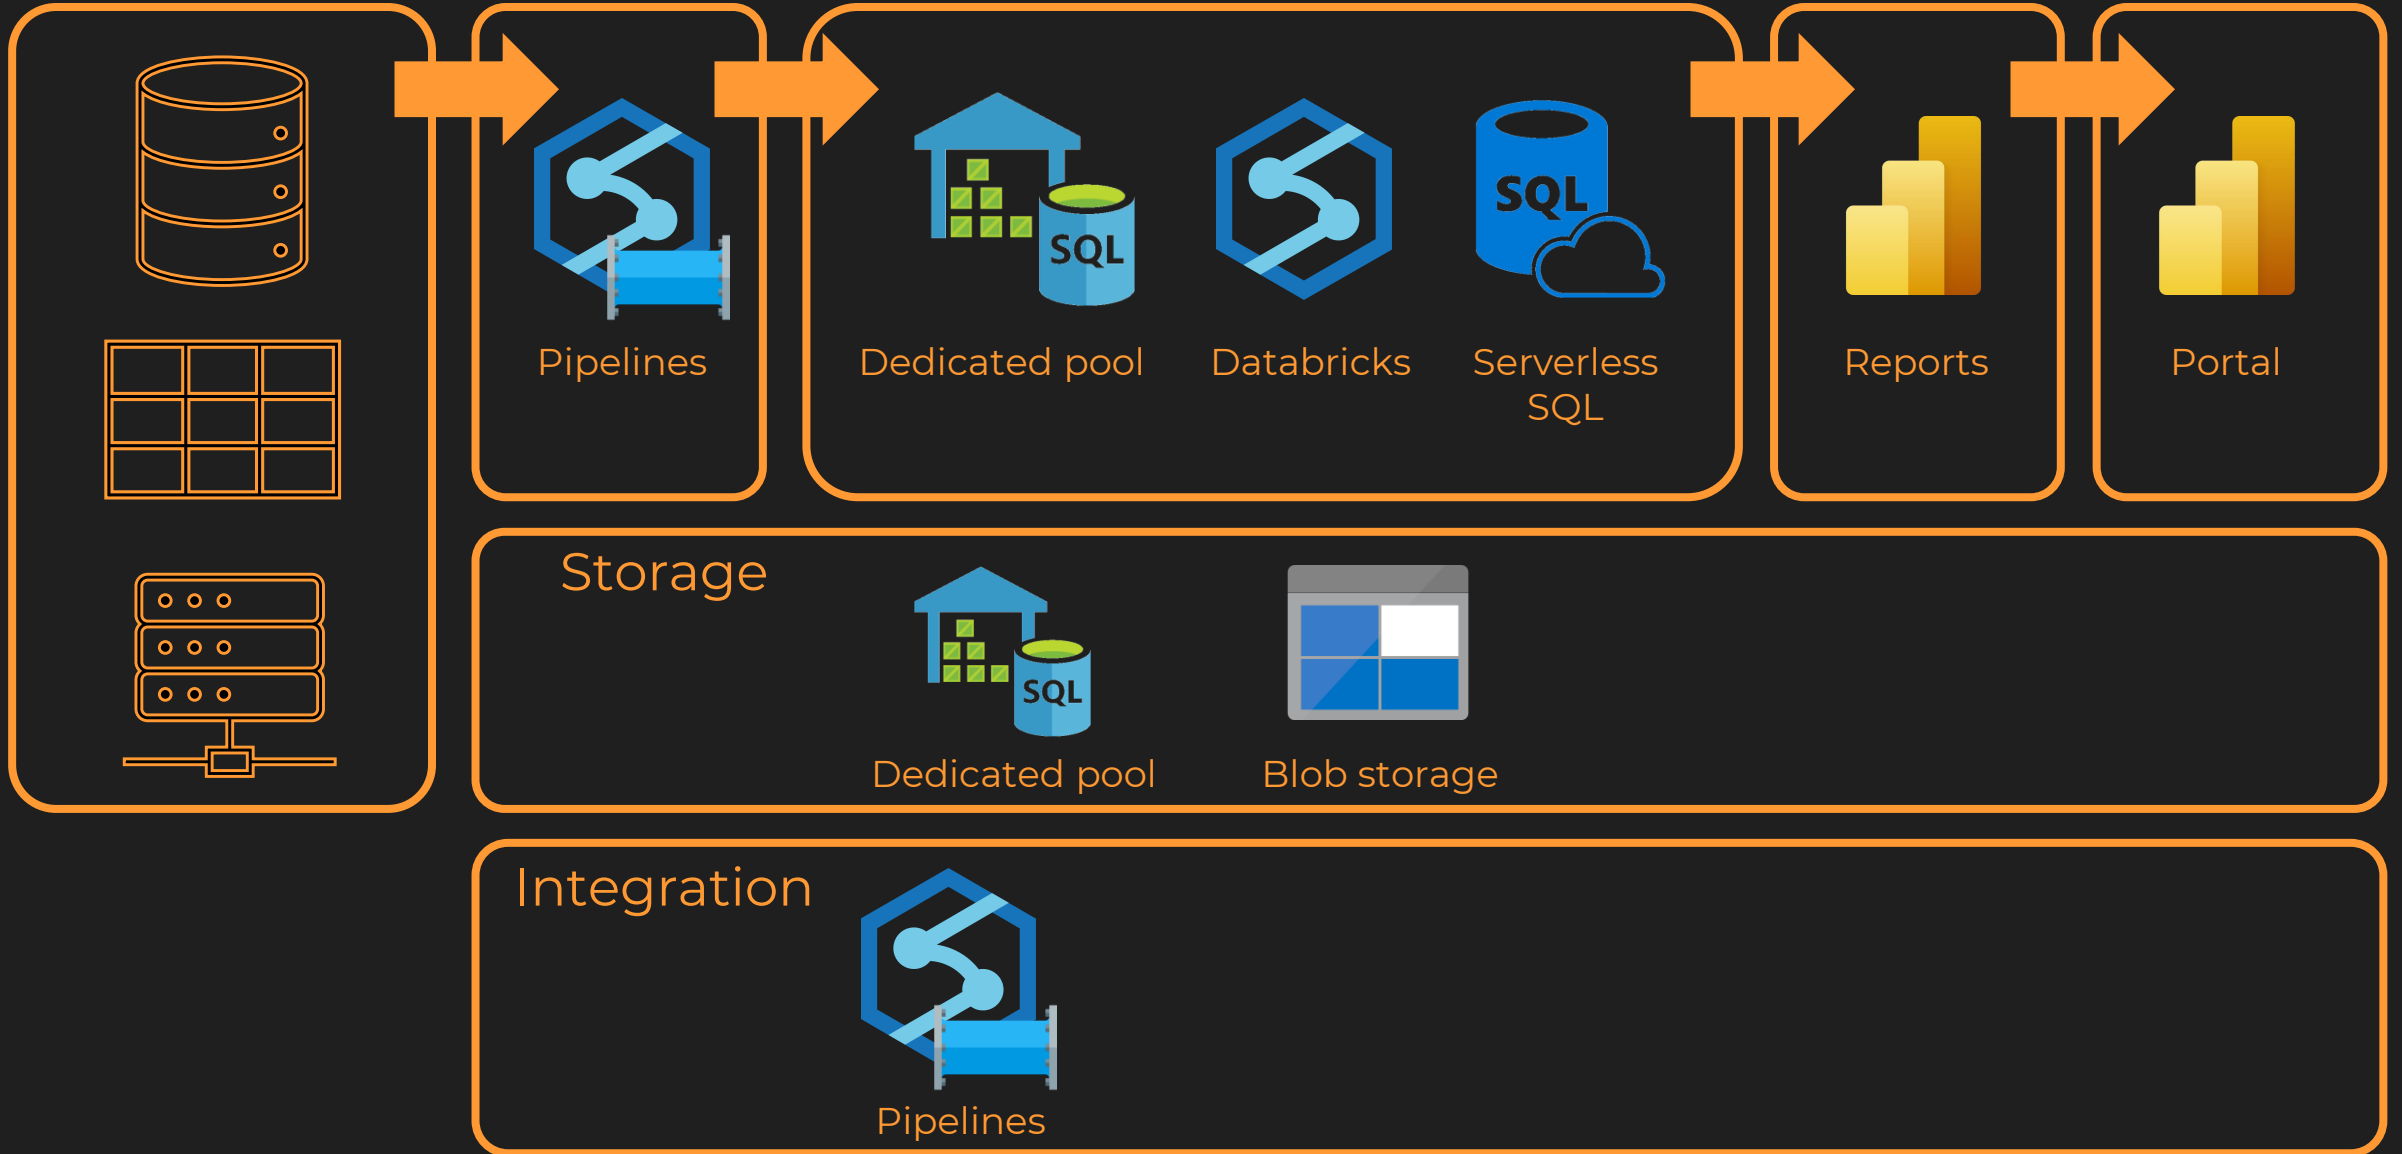 SQL
SQL
Pipelines
Dedicated pool
Databricks
Serverless
SQL
Reports
Portal
Storage
SQL
Dedicated pool
Blob storage
Integration
Pipelines